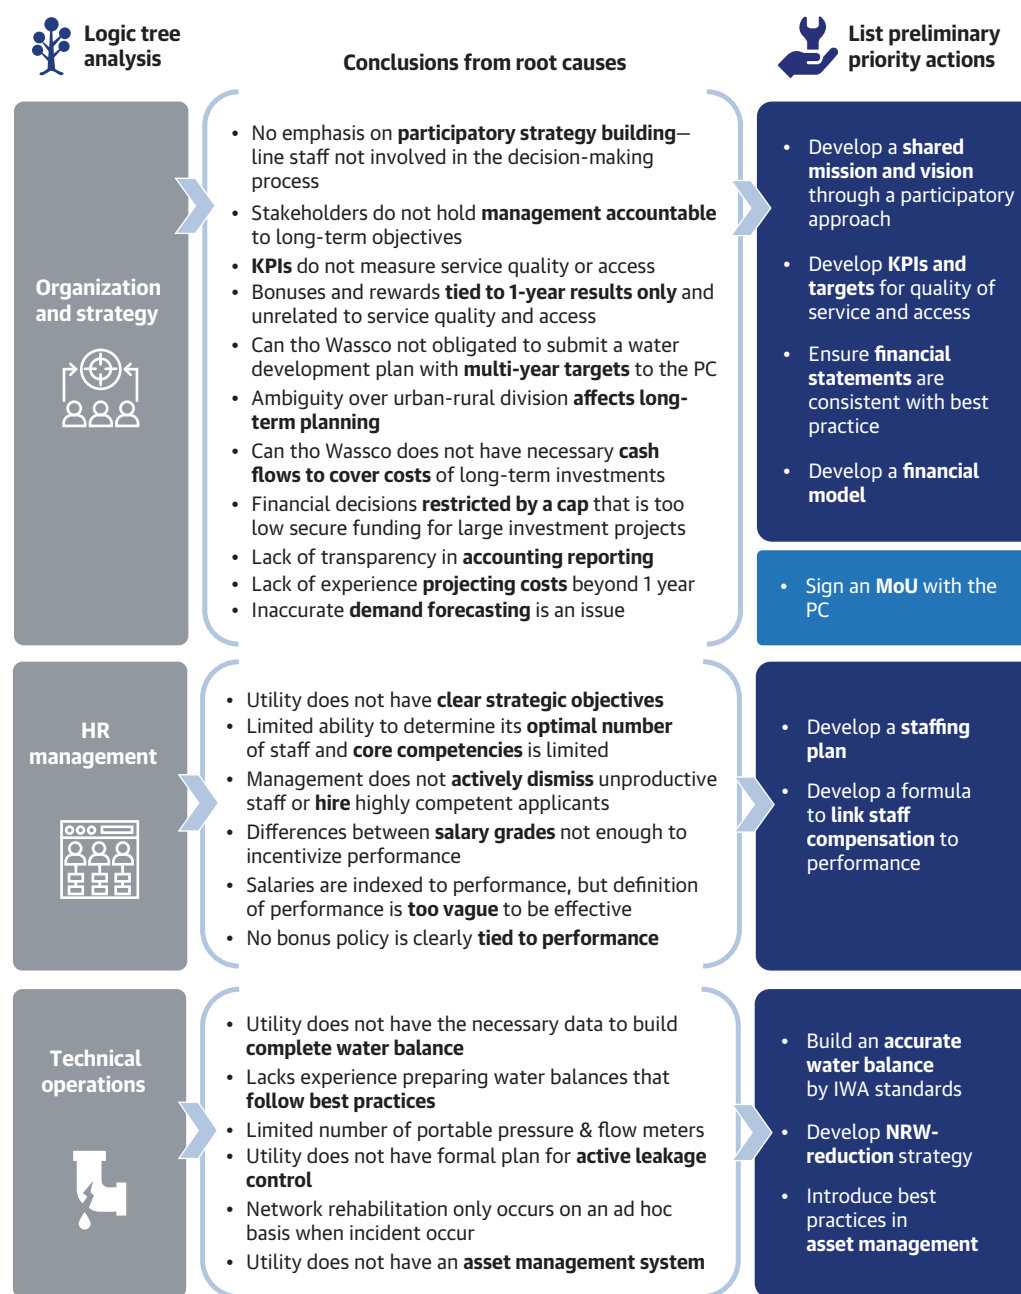 Logic tree
analysis
Conclusions from root causes
List preliminary
priority actions
Organization
and strategy
• No emphasis on participatory strategy building—
line staff not involved in the decision-making
process
• Stakeholders do not hold management accountable
to long-term objectives
• KPIs do not measure service quality or access
• Bonuses and rewards tied to 1-year results only and
unrelated to service quality and access
• Can tho Wassco not obligated to submit a water
development plan with multi-year targets to the PC
• Ambiguity over urban-rural division affects long-
term planning
• Can tho Wassco does not have necessary cash
flows to cover costs of long-term investments
• Financial decisions restricted by a cap that is too
low secure funding for large investment projects
• Lack of transparency in accounting reporting
• Lack of experience projecting costs beyond 1 year
• Inaccurate demand forecasting is an issue
• Develop a shared
mission and vision
through a participatory
approach
• Develop KPIs and
targets for quality of
service and access
• Ensure financial
statements are
consistent with best
practice
• Develop a financial
model
• Sign an MoU with the
PC
HR
management
• Utility does not have clear strategic objectives
• Limited ability to determine its optimal number
of staff and core competencies is limited
• Management does not actively dismiss unproductive
staff or hire highly competent applicants
• Differences between salary grades not enough to
incentivize performance
• Salaries are indexed to performance, but definition
of performance is too vague to be effective
• No bonus policy is clearly tied to performance
• Develop a staffing
plan
• Develop a formula
to link staff
compensation to
performance
Technical
operations
• Utility does not have the necessary data to build
complete water balance
• Lacks experience preparing water balances that
follow best practices
• Limited number of portable pressure & flow meters
• Utility does not have formal plan for active leakage
control
• Network rehabilitation only occurs on an ad hoc
basis when incident occur
• Utility does not have an asset management system
• Build an accurate
water balance
by IWA standards
• Develop NRW-
reduction strategy
• Introduce best
practices in
asset management